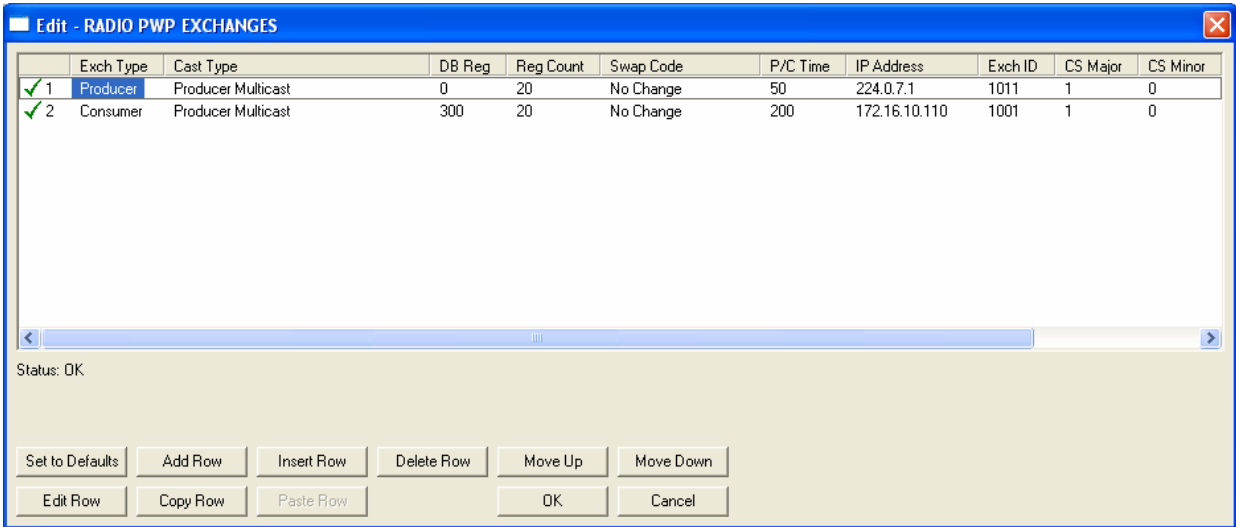 Edit - RADIO PWP EXCHANGES
Exch Type Cast Type DB Reg Reg Count Swap Code P/C Time IP Address Exch ID CS Major CS Minor
1 Producer Producer Multicast 0 20 No Change 50 224.0.7.1 1011 1 0
2 Consumer Producer Multicast 300 20 No Change 200 172.16.10.110 1001 1 0
Status: OK
Set to Defaults Add Row Insert Row Delete Row Move Up Move Down
Edit Row Copy Row Paste Row OK Cancel